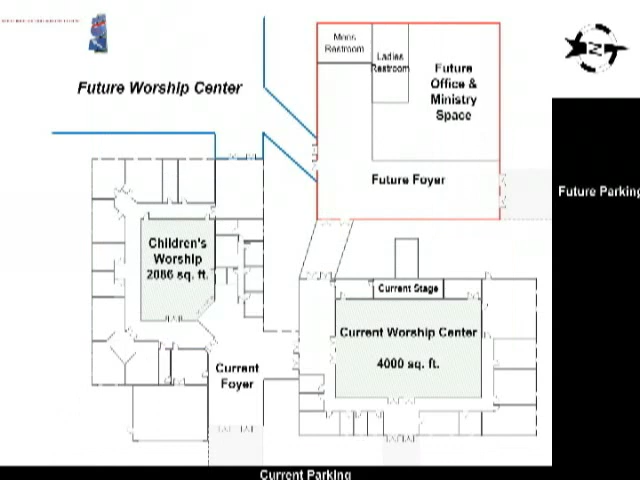 Mens
Restroom
Ladies
Restroom
Future
Office &
Ministry
Space
N
Future Worship Center
Future Foyer
Future Parking
Children's
Worship
2086 sq. ft.
Current Stage
Current Worship Center
4000 sq. ft.
Current
Foyer
Current Parking